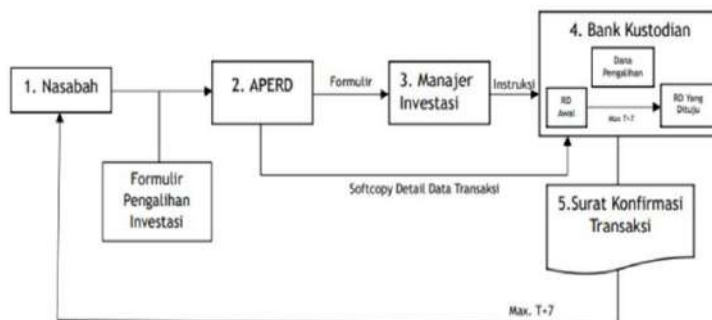 4. Bank Kustodian
Dana
Pengalihan
1. Nasabah
2. APERD
Formulir
3. Manajer
Investasi
Instruksi
RD
Awal
Max T+7
RD Yang
Dituju
Formulir
Pengalihan
Investasi
Softcopy Detail Data Transaksi
5.Surat Konfirmasi
Transaksi
Max. T+7